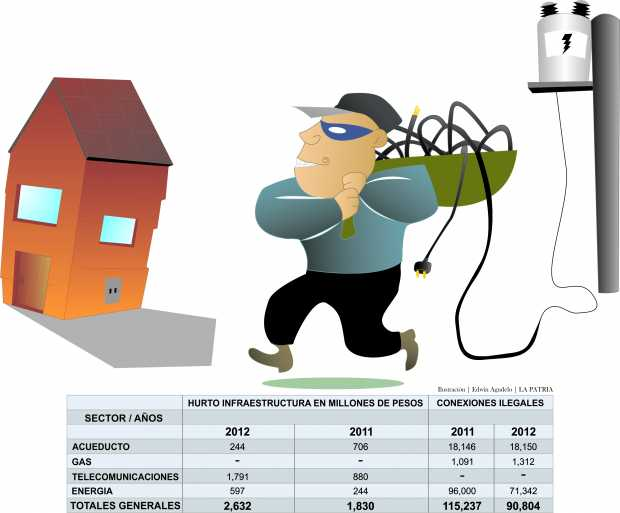 Ilustración | Edwin Agudelo | LA PATRIA
HURTO INFRAESTRUCTURA EN MILLONES DE PESOS CONEXIONES ILEGALES
SECTOR / AÑOS
2012 2011 2011 2012
ACUEDUCTO 244 706 18,146 18,150
GAS - - 1,091 1,312
TELECOMUNICACIONES 1,791 880 - -
ENERGIA 597 244 96,000 71,342
TOTALES GENERALES 2,632 1,830 115,237 90,804